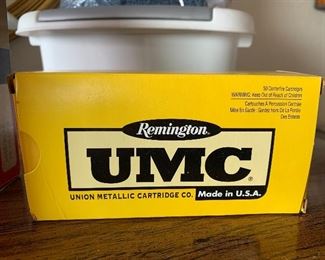 50 Centerfire Cartridges
WARNING: Keep Out of Reach of Children
Cartouches A Percussion Centrale
Mise En Garde: Gardez Hors De La Portée
Des Enfants
Remington®
UMC®
UNION METALLIC CARTRIDGE CO.
Made in U.S.A.